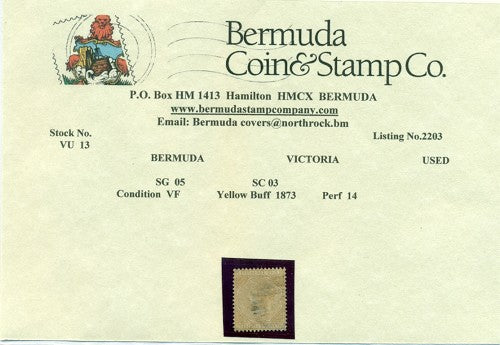 Bermuda
Coin&Stamp Co.
P.O. Box HM 1413 Hamilton HMCX BERMUDA
www.bermudastampcompany.com
Email: Bermuda covers@northrock.bm
Stock No. Listing No.2203
VU 13
BERMUDA VICTORIA USED
SG 05 SC 03
Condition VF Yellow Buff 1873 Perf 14